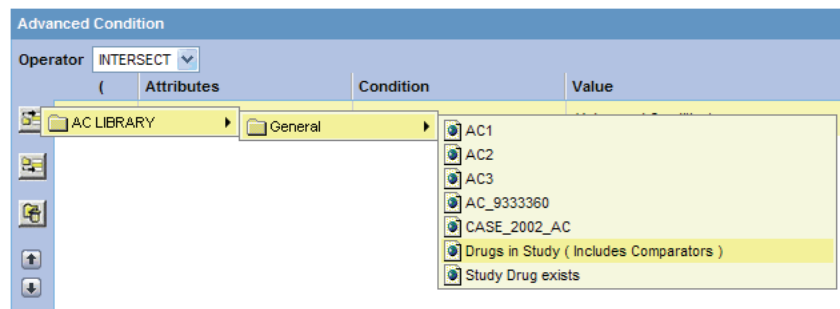 Advanced Condition
Operator INTERSECT
( Attributes Condition Value
AC LIBRARY
General
AC1
AC2
AC3
AC_9333360
CASE_2002_AC
Drugs in Study ( Includes Comparators )
Study Drug exists